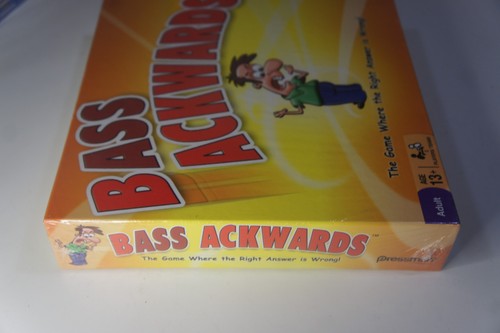 BASS
ACKWARDS
The Game Where the Right Answer is Wrong!
AGE
13+
Adult
BASS ACKWARDS™
The Game Where the Right Answer is Wrong!